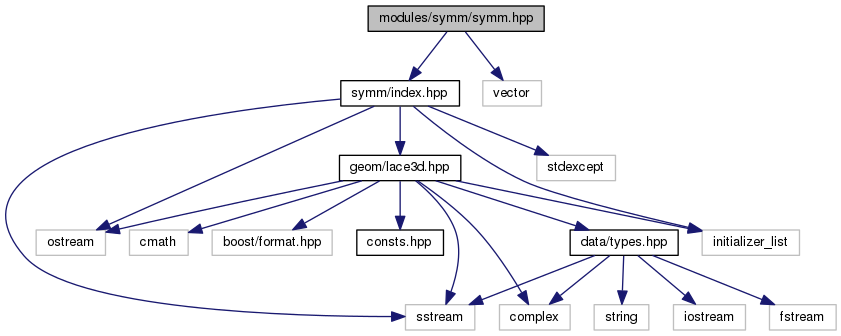 modules/symm/symm.hpp
symm/index.hpp
vector
geom/lace3d.hpp
stdexcept
ostream
cmath
boost/format.hpp
consts.hpp
data/types.hpp
initializer_list
sstream
complex
string
iostream
fstream